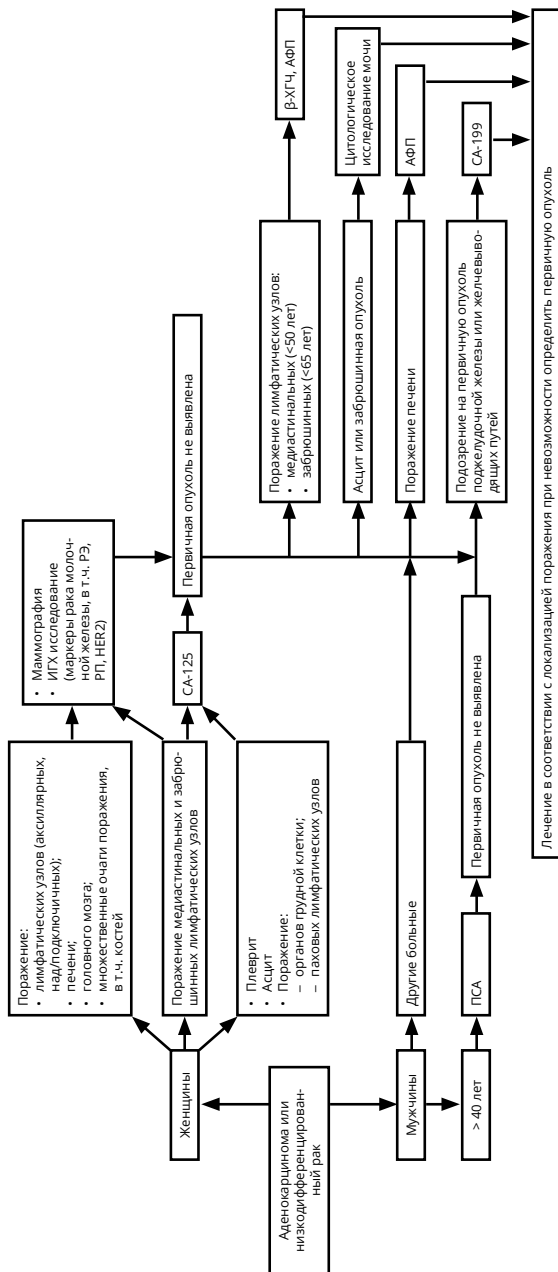 Аденокарцинома или
низкодифференцирован-
ный рак
Женщины
Мужчины
> 40 лет
Поражение:
• лимфатических узлов (аксиллярных,
над/подключичных);
• печени;
• головного мозга;
• множественные очаги поражения,
в т.ч. костей
Поражение медиастинальных и забрю-
шинных лимфатических узлов
• Плеврит
• Асцит
• Поражение:
– органов грудной клетки;
– паховых лимфатических узлов
Другие больные
ПСА
• Маммография
• ИГХ исследование
(маркеры рака молоч-
ной железы, в т.ч. РЭ,
РП, HER2)
СА-125
Первичная опухоль не выявлена
Первичная опухоль не выявлена
Поражение лимфатических узлов:
• медиастинальных (<50 лет)
• забрюшинных (<65 лет)
Асцит или забрюшинная опухоль
Поражение печени
Подозрение на первичную опухоль
поджелудочной железы или желчевыво-
дящих путей
β-ХГЧ, АФП
Цитологическое
исследование мочи
АФП
СА-199
Лечение в соответствии с локализацией поражения при невозможности определить первичную опухоль